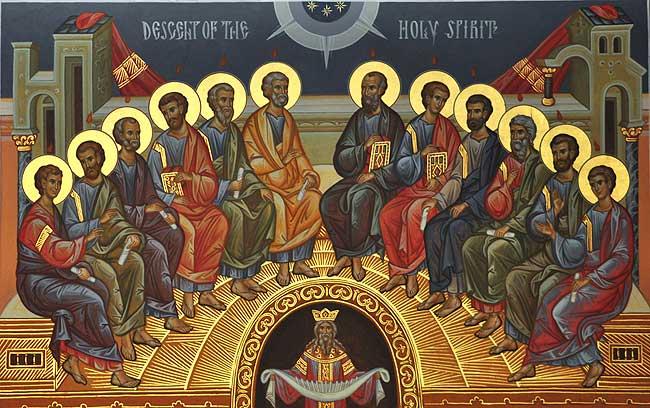 DESCENT OF THE HOLY SPIRIT